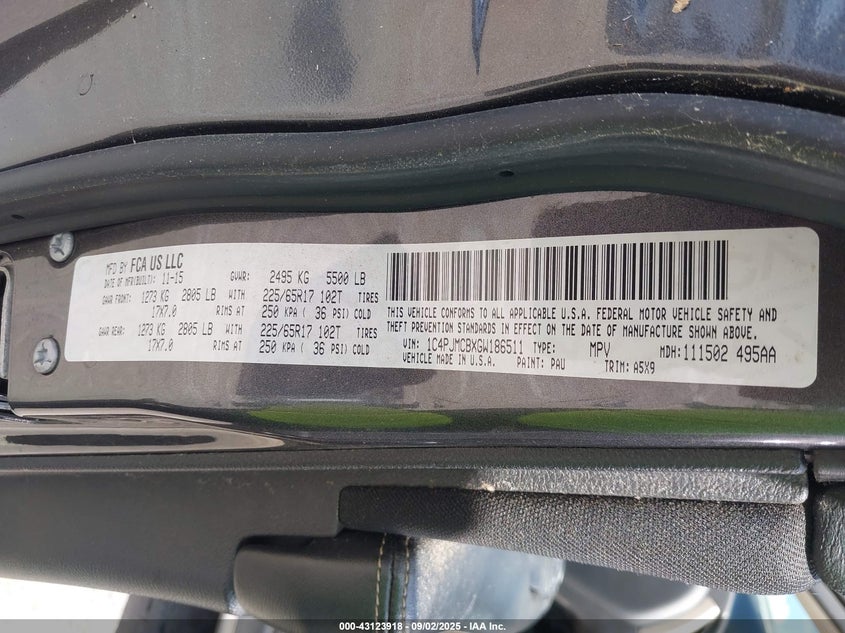 MFD BY FCA US LLC
DATE OF MFR(BUILT): 11-15 GVWR: 2495 KG 5500 LB
GAWR FRONT: 1273 KG 2805 LB WITH 225/65R17 102T TIRES
17X7.0 RIMS AT 250 KPA ( 36 PSI) COLD
GAWR REAR: 1273 KG 2805 LB WITH 225/65R17 102T TIRES
17X7.0 RIMS AT 250 KPA ( 36 PSI) COLD
THIS VEHICLE CONFORMS TO ALL APPLICABLE U.S.A. FEDERAL MOTOR VEHICLE SAFETY AND
THEFT PREVENTION STANDARDS IN EFFECT ON THE DATE OF MANUFACTURE SHOWN ABOVE.
VIN: 1C4PJMCBXGW186511 TYPE: MPV MDH: 111502 495AA
VEHICLE MADE IN U.S.A. PAINT: PAU TRIM: A5X9
000-43123918 - 09/02/2025 - IAA Inc.